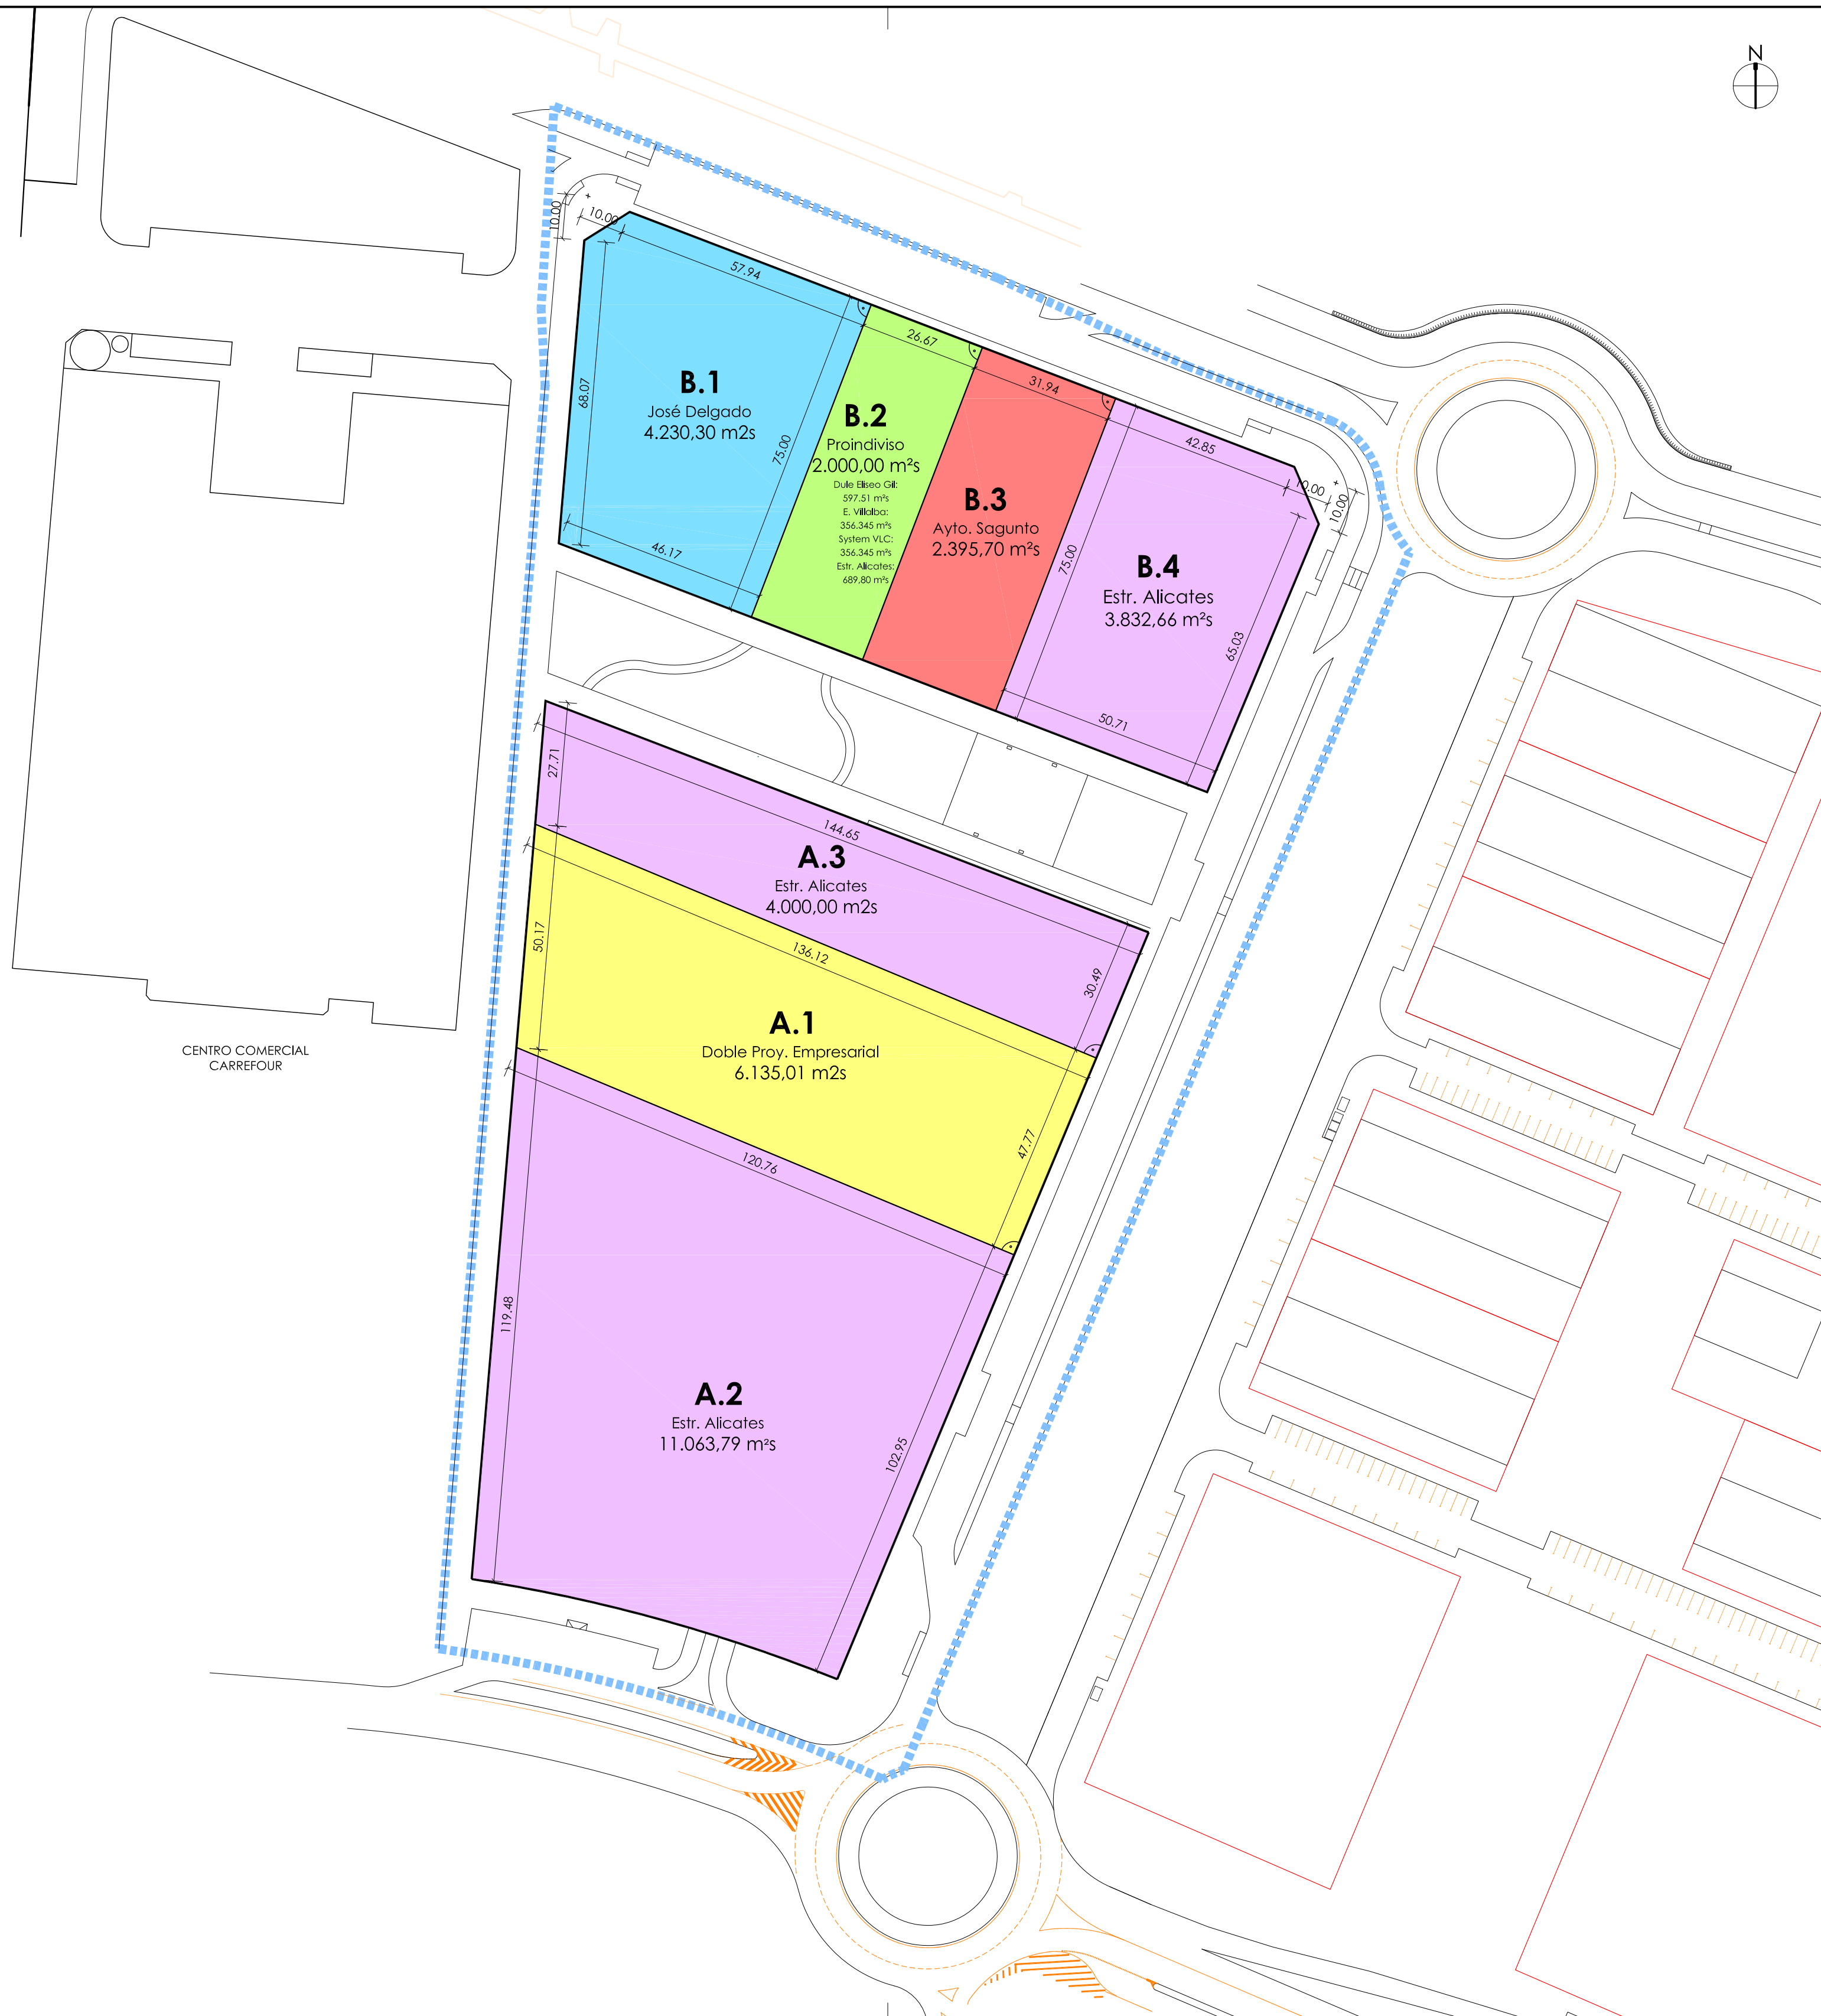 N
10.00
10.00
57.94
26.67
31.94
42.85
10.00
10.00
68.07
B.1
José Delgado
4.230,30 m2s
75.00
46.17
B.2
Proindiviso
2.000,00 m²s
Dule Eliseo Gil:
597.51 m²s
E. Villalba:
356.345 m²s
System VLC:
356.345 m²s
Estr. Alicates:
689,80 m²s
B.3
Ayto. Sagunto
2.395,70 m²s
75.00
B.4
Estr. Alicates
3.832,66 m²s
65.03
50.71
27.71
144.65
A.3
Estr. Alicates
4.000,00 m2s
30.49
50.17
136.12
A.1
Doble Proy. Empresarial
6.135,01 m2s
47.77
CENTRO COMERCIAL
CARREFOUR
120.76
119.48
A.2
Estr. Alicates
11.063,79 m²s
102.95